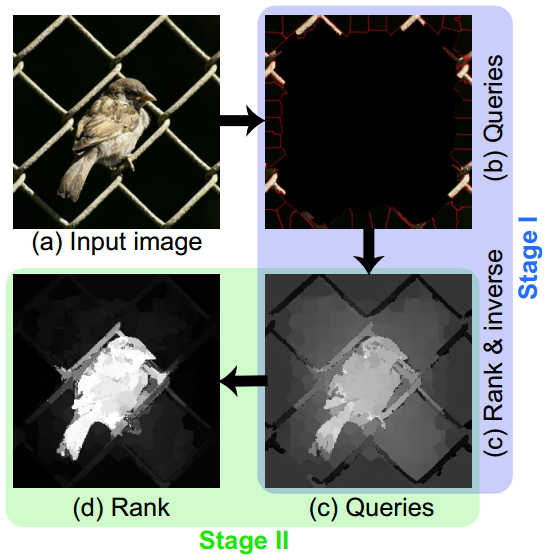 (a) Input image
(b) Queries
Stage I
(c) Rank & inverse
(d) Rank
(c) Queries
Stage II